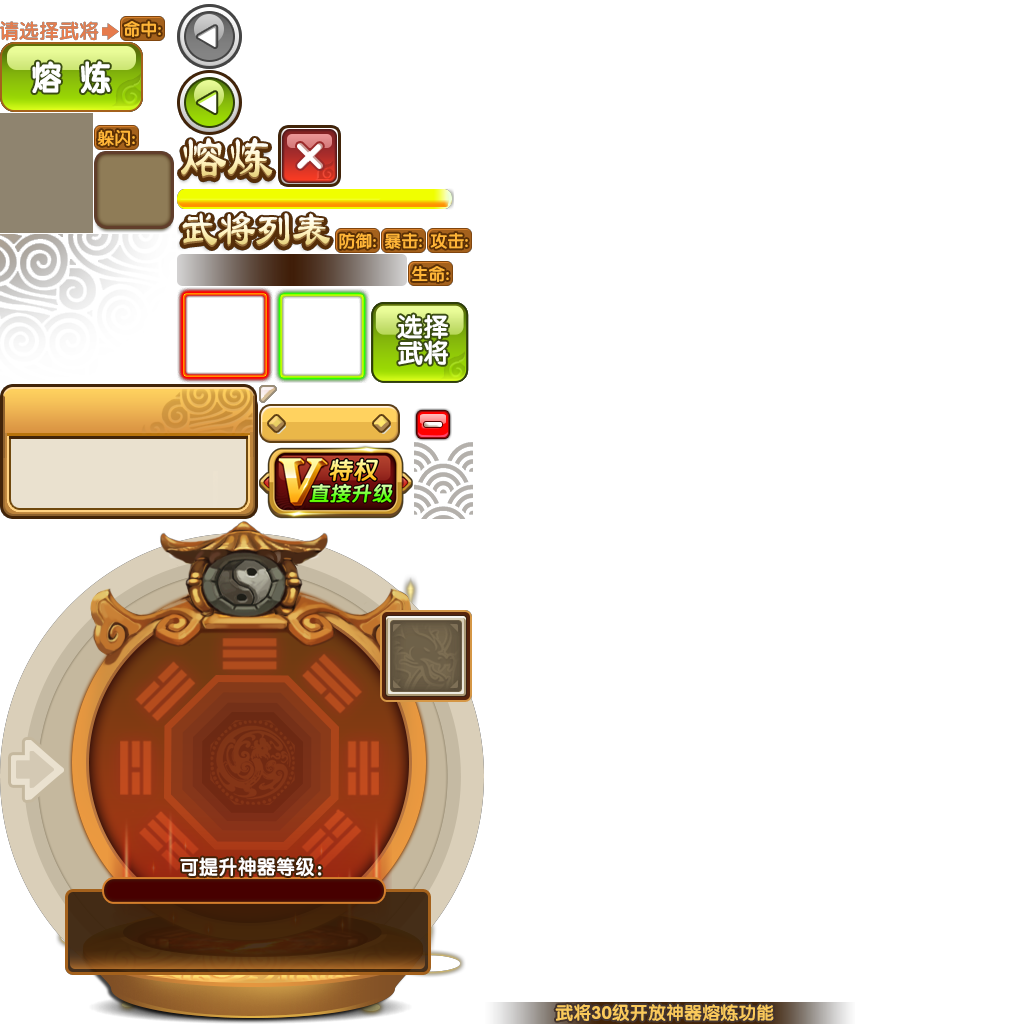 请选择武将
命中:
熔炼
躲闪:
熔炼
武将列表
防御:
暴击:
攻击:
生命:
选择
武将
V特权
直接升级
可提升神器等级:
武将30级开放神器熔炼功能